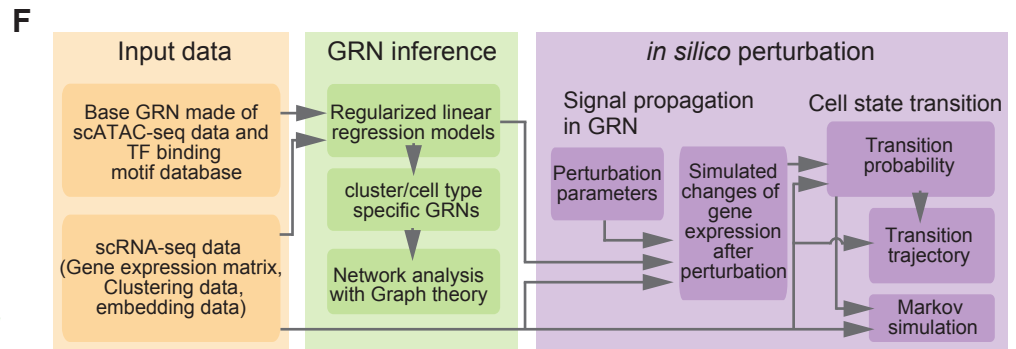 F
Input data
Base GRN made of
scATAC-seq data and
TF binding
motif database
scRNA-seq data
(Gene expression matrix,
Clustering data,
embedding data)
GRN inference
Regularized linear
regression models
cluster/cell type
specific GRNs
Network analysis
with Graph theory
in silico perturbation
Signal propagation
in GRN
Perturbation
parameters
Simulated
changes of
gene
expression
after
perturbation
Cell state transition
Transition
probability
Transition
trajectory
Markov
simulation